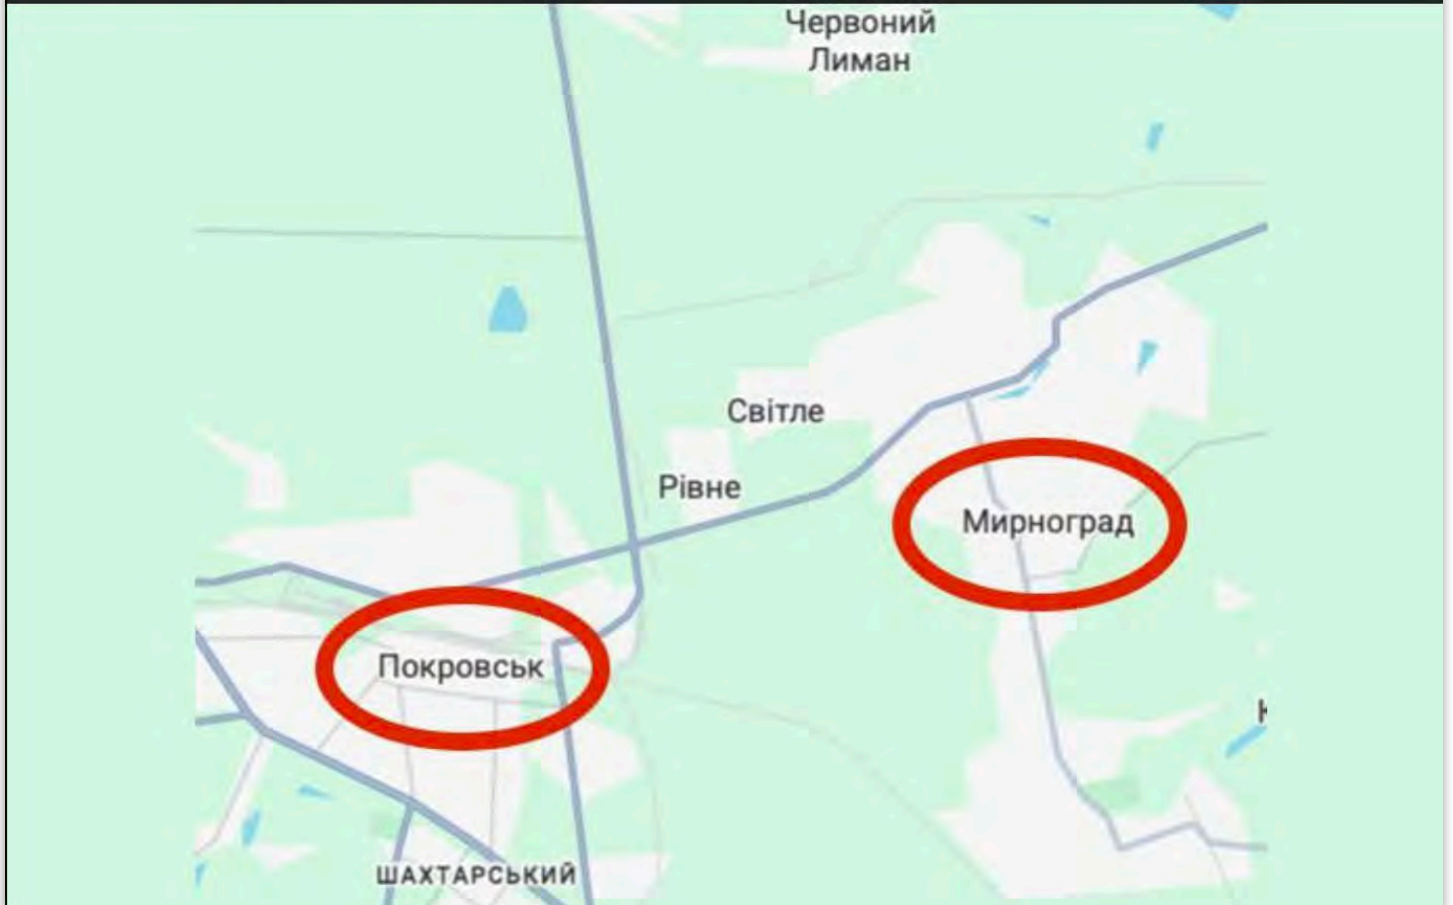 Червоний
Лиман
Світле
Рівне
Мирноград
Покровськ
ШАХТАРСЬКИЙ